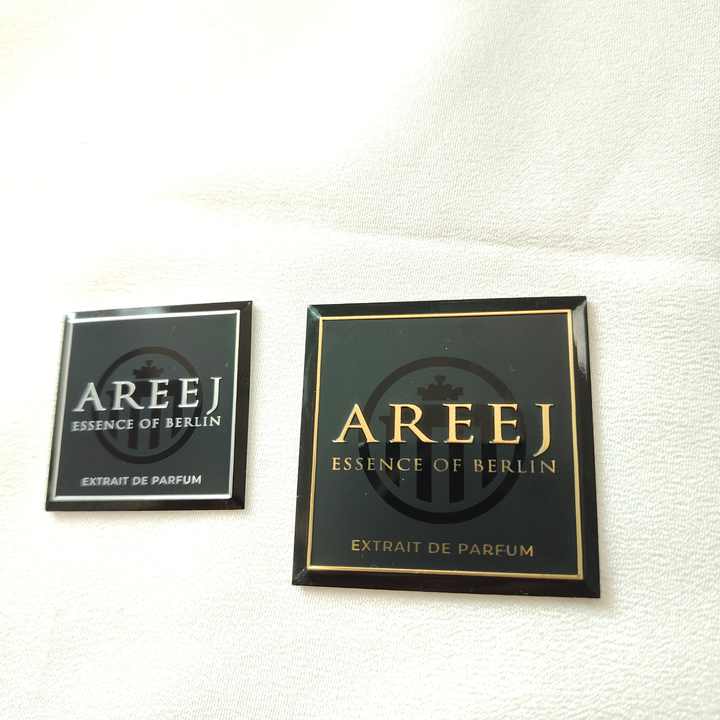 AREEJ
ESSENCE OF BERLIN
EXTRAIT DE PARFUM
AREEJ
ESSENCE OF BERLIN
EXTRAIT DE PARFUM